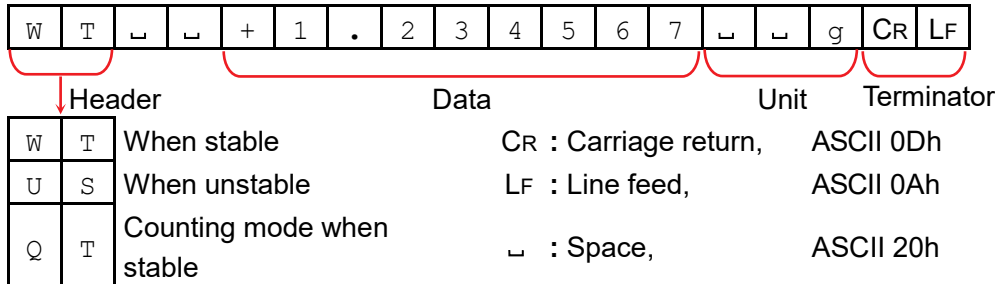 W T ␣ ␣ + 1 . 2 3 4 5 6 7 ␣ ␣ g CR LF
Header Data Unit Terminator
W T When stable CR : Carriage return, ASCII 0Dh
U S When unstable LF : Line feed, ASCII 0Ah
Q T Counting mode when stable ␣ : Space, ASCII 20h